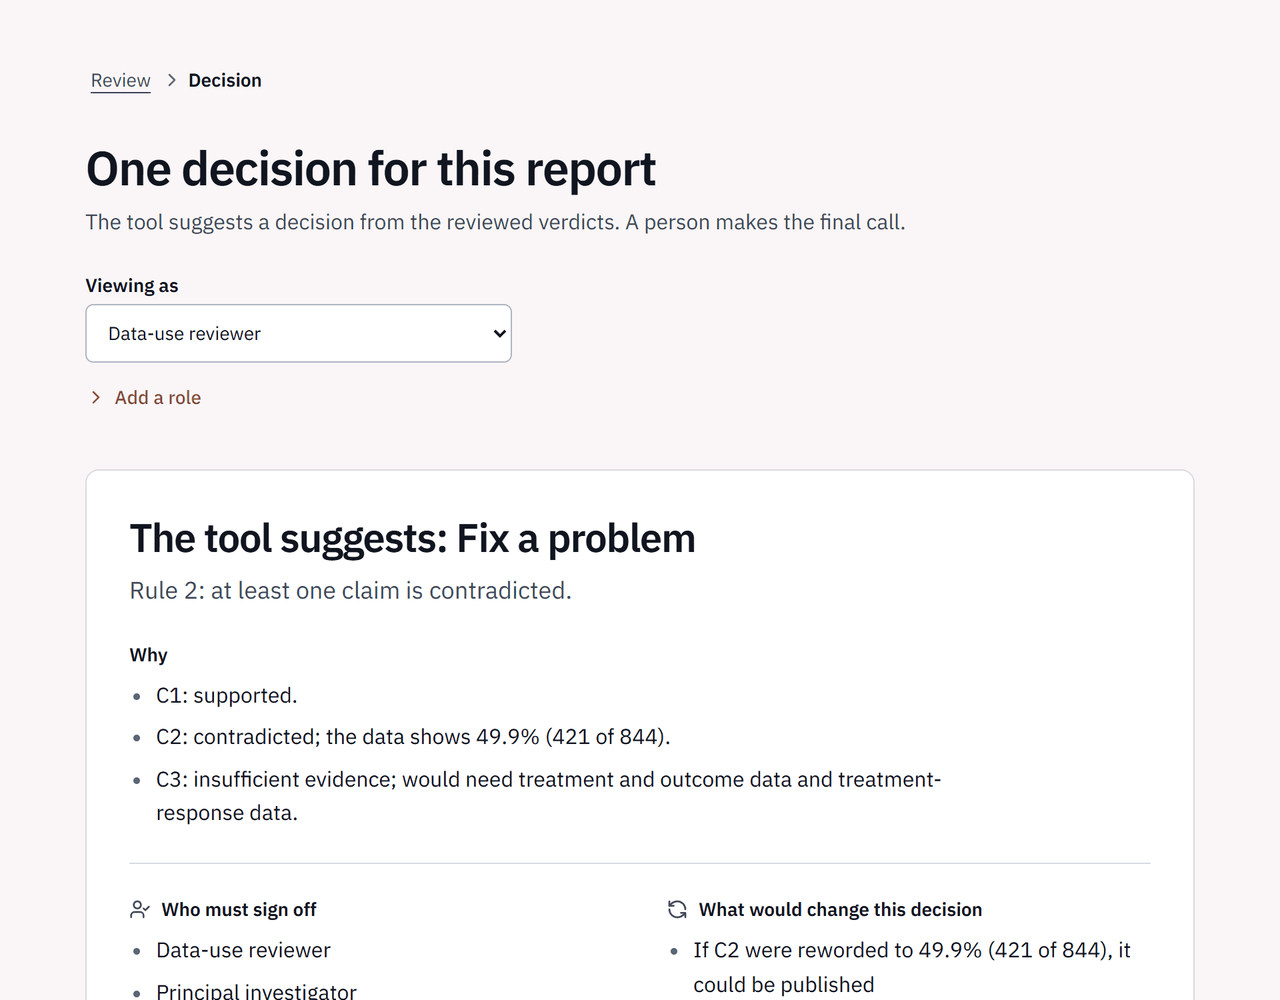 Review > Decision
One decision for this report
The tool suggests a decision from the reviewed verdicts. A person makes the final call.
Viewing as
Data-use reviewer
Add a role
The tool suggests: Fix a problem
Rule 2: at least one claim is contradicted.
Why
C1: supported.
C2: contradicted; the data shows 49.9% (421 of 844).
C3: insufficient evidence; would need treatment and outcome data and treatment-
response data.
Who must sign off
Data-use reviewer
Principal investigator
What would change this decision
If C2 were reworded to 49.9% (421 of 844), it
could be published